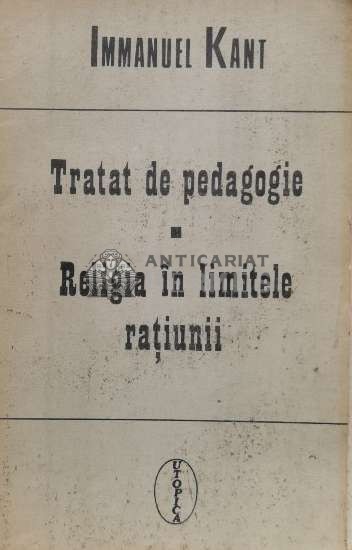 IMMANUEL KANT
Tratat de pedagogie
ANTICARIAT
Religia în limitele
rațiunii
UTOPICA